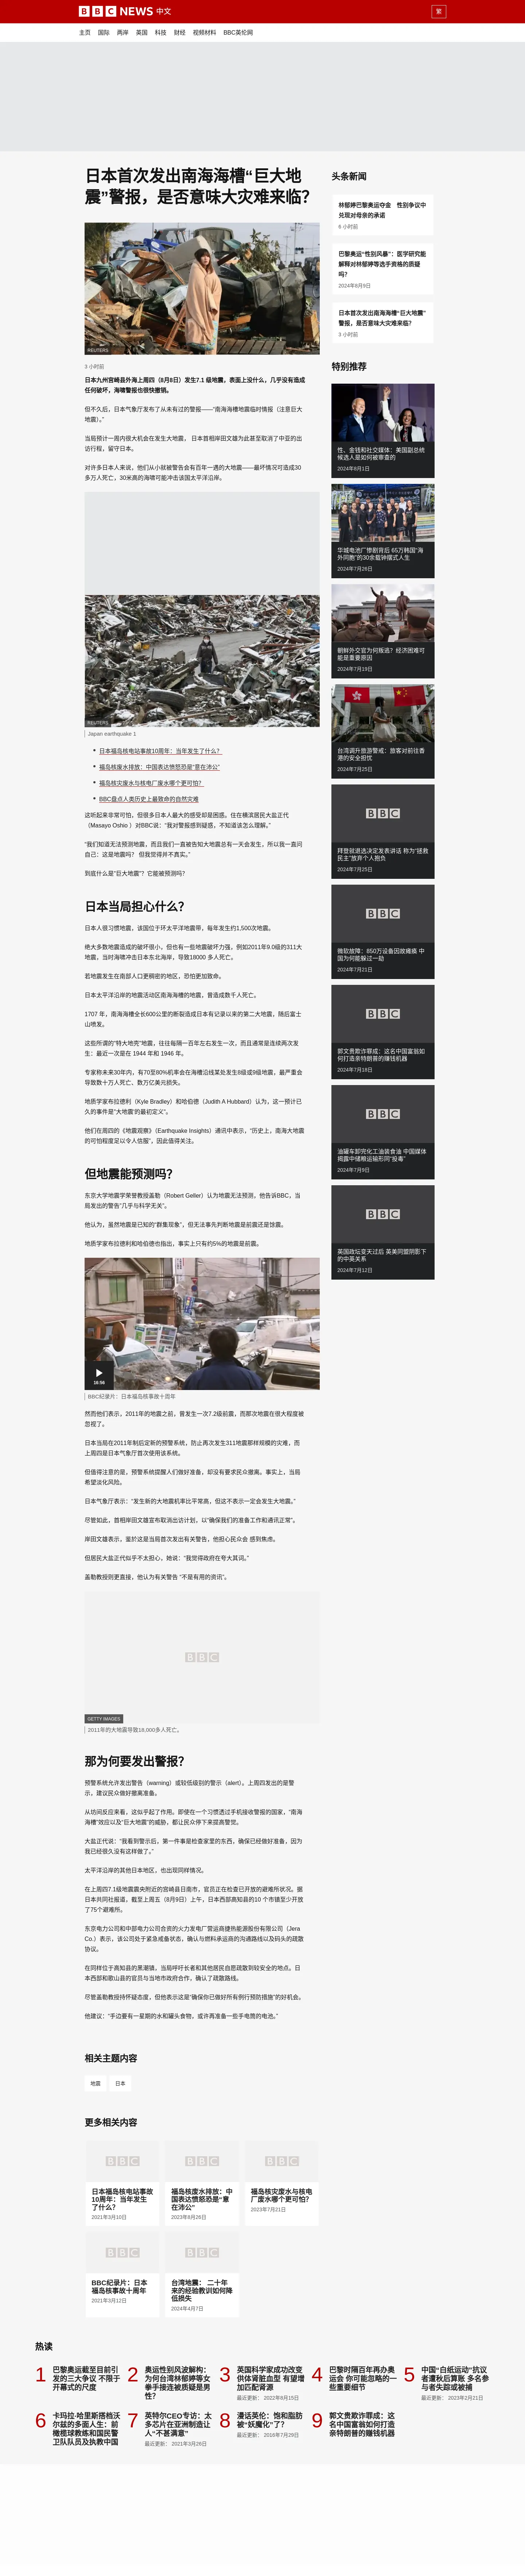 BBC NEWS 中文
繁
主页 国际 两岸 英国 科技 财经 视频材料 BBC英伦网
日本首次发出南海海槽“巨大地
震”警报，是否意味大灾难来临？
REUTERS
3 小时前
日本九州宫崎县外海上周四（8月8日）发生7.1 级地震，表面上没什么，几乎没有造成
任何破坏，海啸警报也很快撤销。
但不久后，日本气象厅发布了从未有过的警报——“南海海槽地震临时情报（注意巨大
地震）。”
当局预计一周内很大机会在发生大地震， 日本首相岸田文雄为此甚至取消了中亚的出
访行程，留守日本。
对许多日本人来说，他们从小就被警告会有百年一遇的大地震——最坏情况可造成30
多万人死亡，30米高的海啸可能冲击该国太平洋沿岸。
REUTERS
Japan earthquake 1
日本福岛核电站事故10周年：当年发生了什么？
福岛核废水排放：中国表达愤怒恐是“意在沛公”
福岛核灾废水与核电厂废水哪个更可怕？
BBC盘点人类历史上最致命的自然灾难
这听起来非常可怕，但很多日本人最大的感受却是困惑。住在横滨居民大盐正代
（Masayo Oshio ）对BBC说：“我对警报感到疑惑，不知道该怎么理解。”
“我们知道无法预测地震，而且我们一直被告知大地震总有一天会发生，所以我一直问
自己：这是地震吗？ 但我觉得并不真实。”
到底什么是“巨大地震”？它能被预测吗？
日本当局担心什么？
日本人很习惯地震，该国位于环太平洋地震带，每年发生约1,500次地震。
绝大多数地震造成的破坏很小，但也有一些地震破坏力强，例如2011年9.0级的311大
地震，当时海啸冲击日本东北海岸，导致18000 多人死亡。
若地震发生在南部人口更稠密的地区，恐怕更加致命。
日本太平洋沿岸的地震活动区南海海槽的地震，曾造成数千人死亡。
1707 年，南海海槽全长600公里的断裂造成日本有记录以来的第二大地震，随后富士
山喷发。
这些所谓的“特大地壳”地震，往往每隔一百年左右发生一次，而且通常是连续两次发
生：最近一次是在 1944 年和 1946 年。
专家称未来30年内，有70至80%机率会在海槽沿线某处发生8级或9级地震，最严重会
导致数十万人死亡、数万亿美元损失。
地质学家布拉德利（Kyle Bradley）和哈伯德（Judith A Hubbard）认为，这一预计已
久的事件是“大地震‘的最初定义”。
他们在周四的《地震观察》（Earthquake Insights）通讯中表示，“历史上，南海大地震
的可怕程度足以令人信服”，因此值得关注。
但地震能预测吗？
东京大学地震学荣誉教授盖勒（Robert Geller）认为地震无法预测，他告诉BBC，当
局发出的警告”几乎与科学无关’。
他认为，虽然地震是已知的“群集现象”，但无法事先判断地震是前震还是馀震。
地质学家布拉德利和哈伯德也指出，事实上只有约5%的地震是前震。
16:56
BBC纪录片：日本福岛核事故十周年
然而他们表示，2011年的地震之前，曾发生一次7.2级前震，而那次地震在很大程度被
忽视了。
日本当局在2011年制后定新的预警系统，防止再次发生311地震那样规模的灾难，而
上周四是日本气象厅首次使用该系统。
但值得注意的是，预警系统提醒人们做好准备，却没有要求民众撤离。事实上，当局
希望淡化风险。
日本气象厅表示：“发生新的大地震机率比平常高，但这不表示一定会发生大地震。”
尽管如此，首相岸田文雄宣布取消出访计划，以“确保我们的准备工作和通讯正常”。
岸田文雄表示，鉴於这是当局首次发出有关警告，他担心民众会 感到焦虑。
但居民大盐正代似乎不太担心，她说：“我觉得政府在夸大其词。”
盖勒教授则更直接，他认为有关警告 “不是有用的资讯”。
GETTY IMAGES
2011年的大地震导致18,000多人死亡。
那为何要发出警报？
预警系统允许发出警告（warning）或较低级别的警示（alert）。上周四发出的是警
示，建议民众做好撤离准备。
从坊间反应来看，这似乎起了作用。即使在一个习惯透过手机接收警报的国家，“南海
海槽”效应以及“巨大地震”的威胁，都让民众停下来提高警觉。
大盐正代说：“我看到警示后，第一件事是检查家里的东西，确保已经做好准备，因为
我已经很久没有这样做了。”
太平洋沿岸的其他日本地区，也出现同样情况。
在上周四7.1级地震震央附近的宫崎县日南市，官员正在检查已开放的避难所状况。据
日本共同社报道，截至上周五（8月9日）上午，日本西部高知县的10 个市镇至少开放
了75个避难所。
东京电力公司和中部电力公司合资的火力发电厂营运商捷热能源股份有限公司（Jera
Co.）表示，该公司处于紧急戒备状态，确认与燃料承运商的沟通路线以及码头的疏散
协议。
在同样位于高知县的黑潮镇，当局呼吁长者和其他居民自愿疏散到较安全的地点。日
本西部和歌山县的官员与当地市政府合作，确认了疏散路线。
尽管盖勒教授持怀疑态度，但他表示这是“确保你已做好所有例行预防措施”的好机会。
他建议：“手边要有一星期的水和罐头食物，或许再准备一些手电筒的电池。”
相关主题内容
地震
日本
更多相关内容
日本福岛核电站事故
10周年：当年发生
了什么？
2021年3月10日
福岛核废水排放：中
国表达愤怒恐是“意
在沛公”
2023年8月26日
福岛核灾废水与核电
厂废水哪个更可怕？
2023年7月21日
BBC纪录片：日本
福岛核事故十周年
2021年3月12日
台湾地震： 二十年
来的经验教训如何降
低损失
2024年4月7日
头条新闻
林郁婷巴黎奥运夺金　性别争议中
兑现对母亲的承诺
6 小时前
巴黎奥运“性别风暴”：医学研究能
解释对林郁婷等选手资格的质疑
吗？
2024年8月9日
日本首次发出南海海槽“巨大地震”
警报，是否意味大灾难来临？
3 小时前
特别推荐
性、金钱和社交媒体：美国副总统
候选人是如何被审查的
2024年8月1日
华城电池厂惨剧背后 65万韩国“海
外同胞”的30余载钟摆式人生
2024年7月26日
朝鲜外交官为何叛逃？经济困难可
能是重要原因
2024年7月19日
台湾调升旅游警戒：旅客对前往香
港的安全担忧
2024年7月25日
BBC
拜登就退选决定发表讲话 称为“拯救
民主”放弃个人抱负
2024年7月25日
BBC
微软故障：850万设备因故瘫痪 中
国为何能躲过一劫
2024年7月21日
BBC
郭文贵欺诈罪成：这名中国富翁如
何打造亲特朗普的赚钱机器
2024年7月18日
BBC
油罐车卸完化工油装食油 中国媒体
揭露中储粮运输形同“投毒”
2024年7月9日
BBC
英国政坛变天过后 英美同盟阴影下
的中英关系
2024年7月12日
热读
1 巴黎奥运截至目前引
发的三大争议 不限于
开幕式的尺度
2 奥运性别风波解构：
为何台湾林郁婷等女
拳手接连被质疑是男
性？
3 英国科学家成功改变
供体肾脏血型 有望增
加匹配肾源
最近更新： 2022年8月15日
4 巴黎时隔百年再办奥
运会 你可能忽略的一
些重要细节
5 中国“白纸运动”抗议
者遭秋后算账 多名参
与者失踪或被捕
最近更新： 2023年2月21日
6 卡玛拉·哈里斯搭档沃
尔兹的多面人生：前
橄榄球教练和国民警
卫队队员及执教中国
7 英特尔CEO专访：太
多芯片在亚洲制造让
人“不甚满意”
最近更新： 2021年3月26日
8 漫话英伦：饱和脂肪
被“妖魔化”了？
最近更新： 2016年7月29日
9 郭文贵欺诈罪成：这
名中国富翁如何打造
亲特朗普的赚钱机器